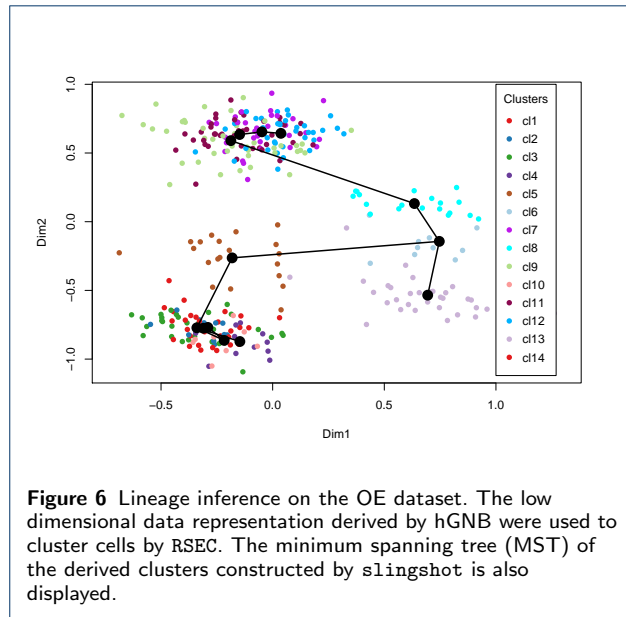 1.0
0.5
0.0
−0.5
−1.0
Dim2
−0.5
0.0
0.5
1.0
Dim1
Clusters
cl1
cl2
cl3
cl4
cl5
cl6
cl7
cl8
cl9
cl10
cl11
cl12
cl13
cl14
Figure 6 Lineage inference on the OE dataset. The low
dimensional data representation derived by hGNB were used to
cluster cells by RSEC. The minimum spanning tree (MST) of
the derived clusters constructed by slingshot is also
displayed.